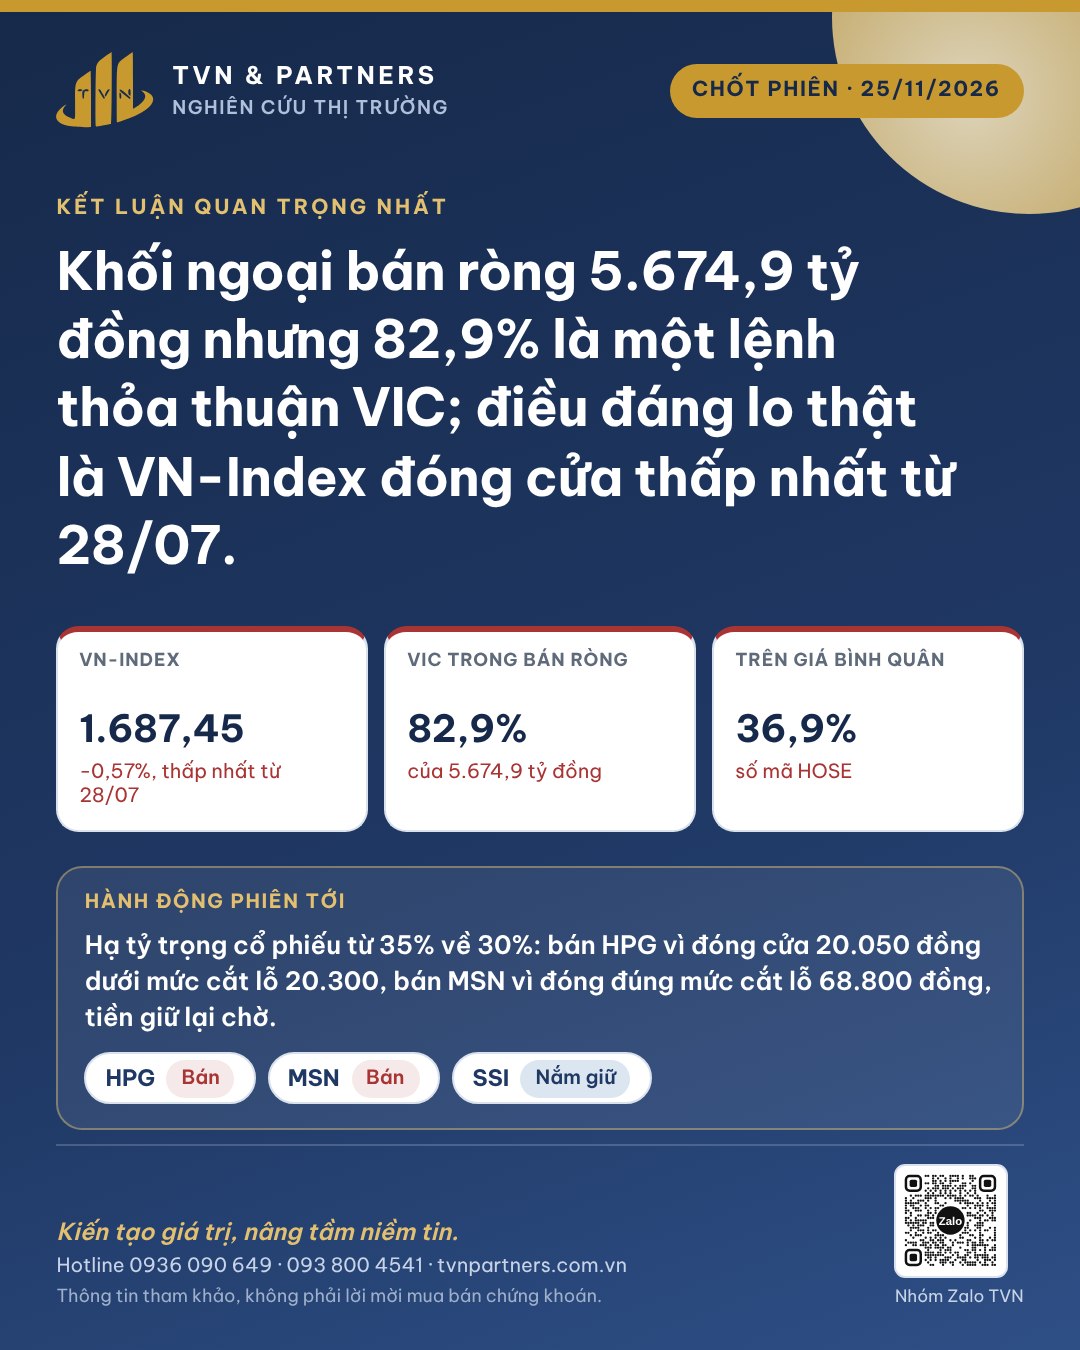 TVN
TVN & PARTNERS
NGHIÊN CỨU THỊ TRƯỜNG
CHỐT PHIÊN · 25/11/2026
KẾT LUẬN QUAN TRỌNG NHẤT
Khối ngoại bán ròng 5.674,9 tỷ
đồng nhưng 82,9% là một lệnh
thỏa thuận VIC; điều đáng lo thật
là VN-Index đóng cửa thấp nhất từ
28/07.
VN-INDEX
1.687,45
-0,57%, thấp nhất từ
28/07
VIC TRONG BÁN RÒNG
82,9%
của 5.674,9 tỷ đồng
TRÊN GIÁ BÌNH QUÂN
36,9%
số mã HOSE
HÀNH ĐỘNG PHIÊN TỚI
Hạ tỷ trọng cổ phiếu từ 35% về 30%: bán HPG vì đóng cửa 20.050 đồng
dưới mức cắt lỗ 20.300, bán MSN vì đóng đúng mức cắt lỗ 68.800 đồng,
tiền giữ lại chờ.
HPG Bán
MSN Bán
SSI Nắm giữ
Kiến tạo giá trị, nâng tầm niềm tin.
Hotline 0936 090 649 · 093 800 4541 · tvnpartners.com.vn
Thông tin tham khảo, không phải lời mời mua bán chứng khoán.
Zalo
Nhóm Zalo TVN